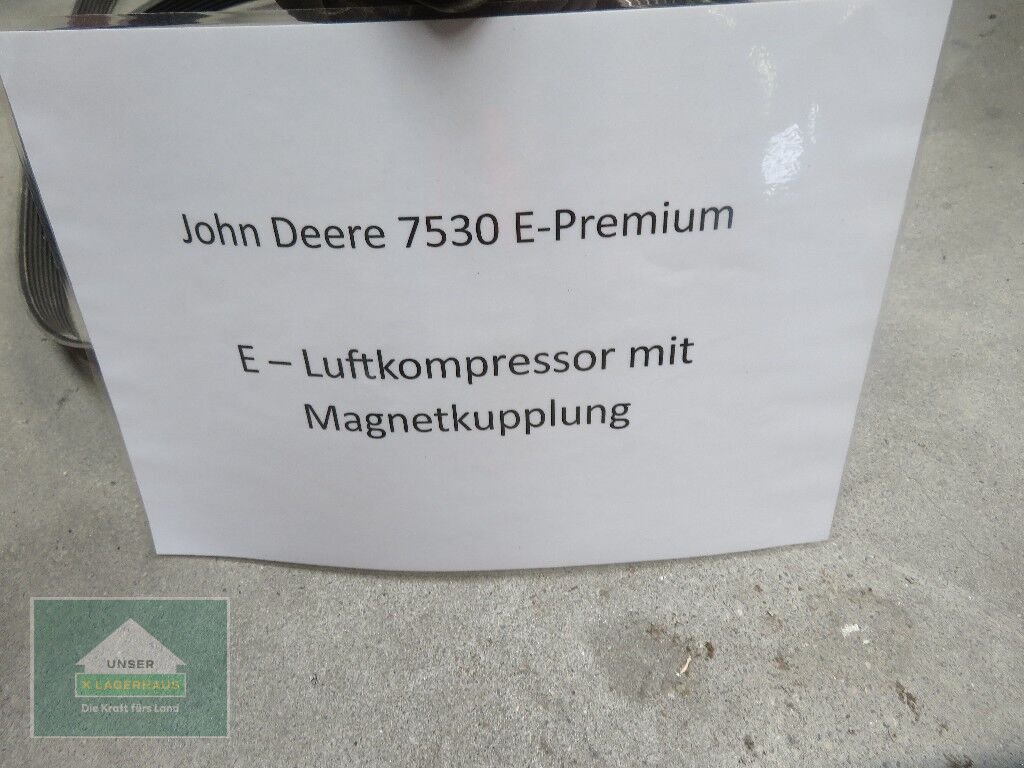 John Deere 7530 E-Premium
E – Luftkompressor mit
Magnetkupplung
UNSER
X LAGERHAUS
Die Kraft fürs Land